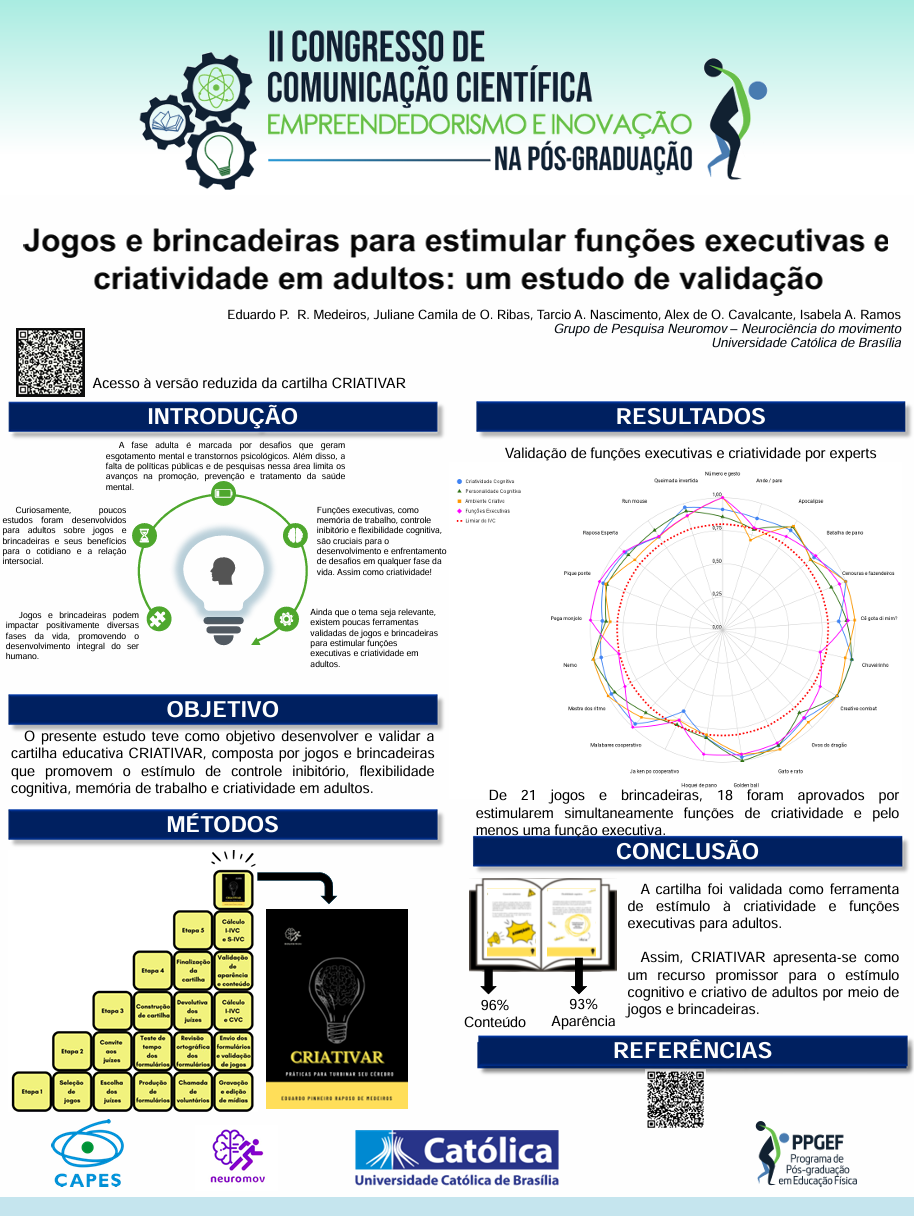 II CONGRESSO DE
COMUNICAÇÃO CIENTÍFICA
EMPREENDEDORISMO E INOVAÇÃO
NA PÓS-GRADUAÇÃO
Jogos e brincadeiras para estimular funções executivas e
criatividade em adultos: um estudo de validação
Eduardo P. R. Medeiros, Juliane Camila de O. Ribas, Tarcio A. Nascimento, Alex de O. Cavalcante, Isabela A. Ramos
Grupo de Pesquisa Neuromov – Neurociência do movimento
Universidade Católica de Brasília
Acesso à versão reduzida da cartilha CRIATIVAR
INTRODUÇÃO
A fase adulta é marcada por desafios que geram
esgotamento mental e transtornos psicológicos. Além disso, a
falta de políticas públicas e de pesquisas nessa área limita os
avanços na promoção, prevenção e tratamento da saúde
mental.
Curiosamente, poucos
estudos foram desenvolvidos
para adultos sobre jogos e
brincadeiras e seus benefícios
para o cotidiano e a relação
intersocial.
Funções executivas, como
memória de trabalho, controle
inibitório e flexibilidade cognitiva,
são cruciais para o
desenvolvimento e enfrentamento
de desafios em qualquer fase da
vida. Assim como criatividade!
Jogos e brincadeiras podem
impactar positivamente diversas
fases da vida, promovendo o
desenvolvimento integral do ser
humano.
Ainda que o tema seja relevante,
existem poucas ferramentas
validadas de jogos e brincadeiras
para estimular funções
executivas e criatividade em
adultos.
OBJETIVO
O presente estudo teve como objetivo desenvolver e validar a
cartilha educativa CRIATIVAR, composta por jogos e brincadeiras
que promovem o estímulo de controle inibitório, flexibilidade
cognitiva, memória de trabalho e criatividade em adultos.
MÉTODOS
Etapa 5
Cálculo
I-IVC
e S-IVC
Etapa 4
Finalização
da
cartilha
Validação
de
aparência
e conteúdo
Etapa 3
Construção
de cartilha
Devolutiva
dos
juízes
Cálculo
I-IVC
e CVC
Etapa 2
Convite
aos
juízes
Teste de
tempo
dos
formulários
Revisão
ortográfica
dos
formulários
Envio dos
formulários
e validação
de jogos
Etapa 1
Seleção
de
jogos
Escolha
dos
juízes
Produção
de
formulários
Chamada
de
voluntários
Gravação
e edição
de mídias
CRIATIVAR
PRÁTICAS PARA TURBINAR SEU CÉREBRO
EDUARDO PINHEIRO RAPOSO DE MEDEIROS
RESULTADOS
Validação de funções executivas e criatividade por experts
Criatividade Cognitiva
Personalidade Cognitiva
Ambiente Criativo
Funções Executivas
Limiar do IVC
Número e gesto
Ando / paro
Apocalipse
Batalha de pano
Cenouras e fazendeiros
Cê gota di mim?
Chuveirinho
Creative combat
Ovos de dragão
Gato e rato
Golden ball
Hoquei de pano
Ja ken po cooperativo
Malabares cooperativo
Mestre dos ritmo
Nemo
Pega monjolo
Pique ponte
Raposa Esperta
Run mouse
Queimada invertida
1,00
0,75
0,50
0,25
0,00
De 21 jogos e brincadeiras, 18 foram aprovados por
estimularem simultaneamente funções de criatividade e pelo
menos uma função executiva.
CONCLUSÃO
96%
Conteúdo
93%
Aparência
A cartilha foi validada como ferramenta
de estímulo à criatividade e funções
executivas para adultos.
Assim, CRIATIVAR apresenta-se como
um recurso promissor para o estímulo
cognitivo e criativo de adultos por meio de
jogos e brincadeiras.
REFERÊNCIAS
CAPES
neuromov
Católica
Universidade Católica de Brasília
PPGEF
Programa de
Pós-graduação
em Educação Física